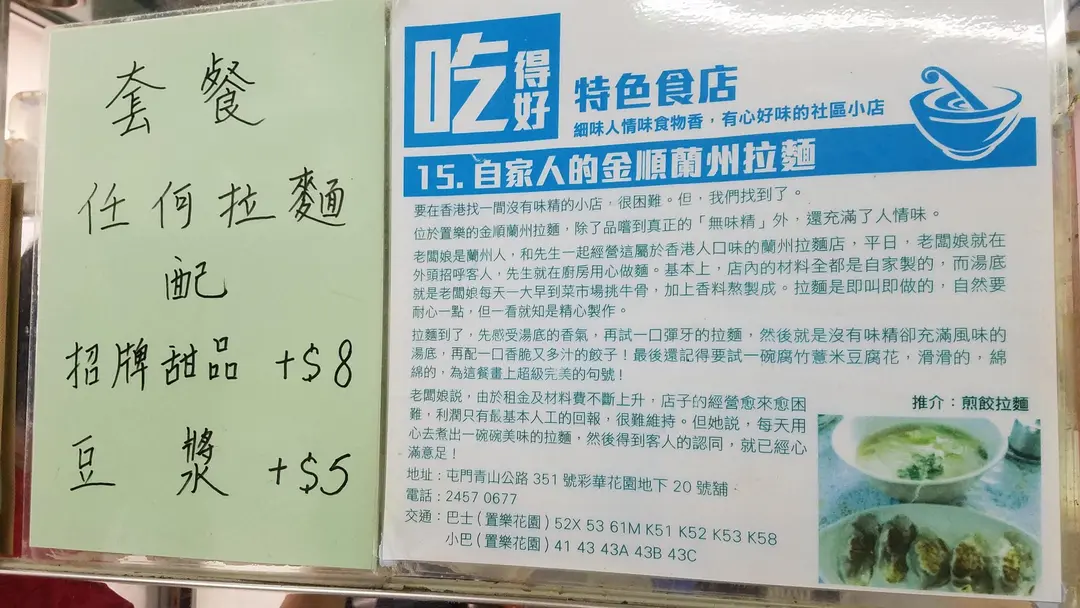 套餐
任何拉麵
配
招牌甜品 +$8
豆漿 +$5
吃得好
特色食店
細味人情味食物香，有心好味的社區小店
15. 自家人的金順蘭州拉麵
要在香港找一間沒有味精的小店，很困難。但，我們找到了。
位於置樂的金順蘭州拉麵，除了品嚐到真正的「無味精」外，還充滿了人情味。
老闆娘是蘭州人，和先生一起經營這屬於香港人口味的蘭州拉麵店，平日，老闆娘就在
外頭招呼客人，先生就在廚房用心做麵。基本上，店內的材料全都是自家製的，而湯底
就是老闆娘每天一大早到菜市場挑牛骨，加上香料熬製成。拉麵是即叫即做的，自然要
耐心一點，但一看就知是精心製作。
拉麵到了，先感受湯底的香氣，再試一口彈牙的拉麵，然後就是沒有味精卻充滿風味的
湯底，再配一口香脆又多汁的餃子！最後還記得要試一碗腐竹薏米豆腐花，滑滑的，綿
綿的，為這餐畫上超級完美的句號！
老闆娘說，由於租金及材料費不斷上升，店子的經營愈來愈困
難，利潤只有最基本人工的回報，很難維持。但她說，每天用
心去煮出一碗碗美味的拉麵，然後得到客人的認同，就已經心
滿意足！
推介：煎餃拉麵
地址：屯門青山公路 351 號彩華花園地下 20 號舖
電話：2457 0677
交通：巴士 ( 置樂花園 ) 52X 53 61M K51 K52 K53 K58
小巴 ( 置樂花園 ) 41 43 43A 43B 43C